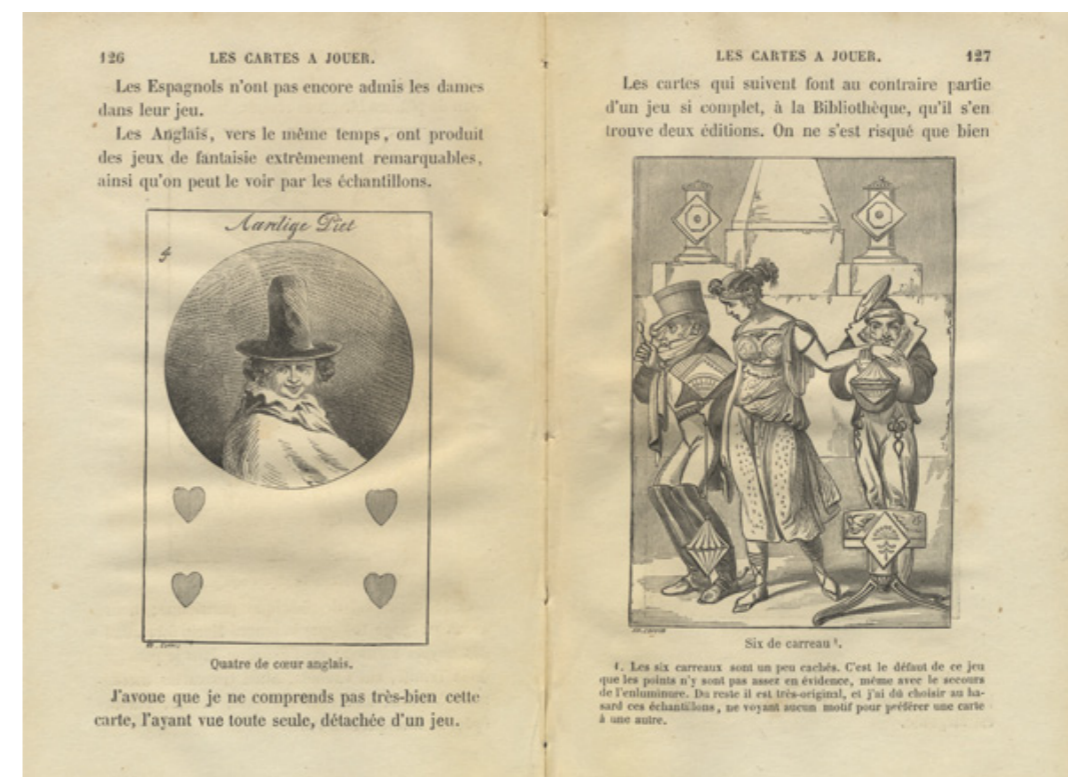 126 LES CARTES A JOUER.
Les Espagnols n'ont pas encore admis les dames
dans leur jeu.
Les Anglais, vers le même temps, ont produit
des jeux de fantaisie extrêmement remarquables,
ainsi qu'on peut le voir par les échantillons.
Aardige Piet
4
Quatre de cœur anglais.
J'avoue que je ne comprends pas très-bien cette
carte, l'ayant vue toute seule, détachée d'un jeu.
LES CARTES A JOUER. 127
Les cartes qui suivent font au contraire partie
d'un jeu si complet, à la Bibliothèque, qu'il s'en
trouve deux éditions. On ne s'est risqué que bien
Six de carreau 1.
1. Les six carreaux sont un peu cachés. C'est le défaut de ce jeu
que les points n'y sont pas assez en évidence, même avec le secours
de l'enluminure. Du reste il est très-original, et j'ai dû choisir au ha-
sard ces échantillons, ne voyant aucun motif pour préférer une carte
à une autre.